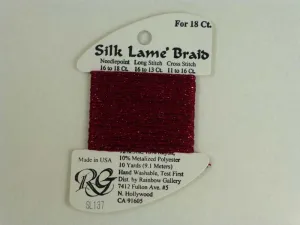 For 18 Ct.
Silk Lame' Braid
Needlepoint Long Stitch Cross Stitch
16 to 18 Ct. 16 to 13 Ct. 11 to 16 Ct.
Made in USA
RG
SL137
10% Metalized Polyester
10 Yards (9.1 Meters)
Hand Washable, Test First
Dist. by Rainbow Gallery
7412 Fulton Ave. #5
N. Hollywood
CA 91605